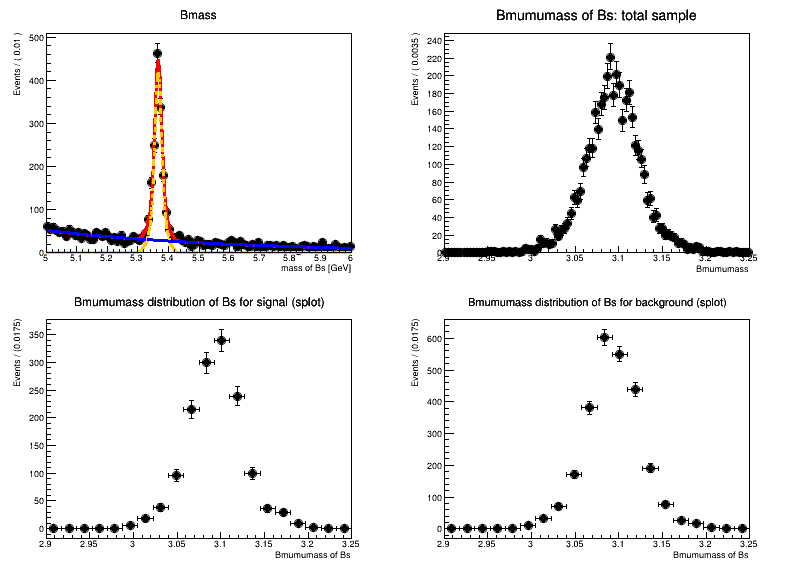 Bmass
Events / ( 0.01 )
500
400
300
200
100
0
5 5.1 5.2 5.3 5.4 5.5 5.6 5.7 5.8 5.9 6
mass of Bs [GeV]
Bmumumass of Bs: total sample
Events / ( 0.0035 )
240
220
200
180
160
140
120
100
80
60
40
20
0
2.9 2.95 3 3.05 3.1 3.15 3.2 3.25
Bmumumass
Bmumumass distribution of Bs for signal (splot)
Events / (0.0175)
350
300
250
200
150
100
50
0
2.9 2.95 3 3.05 3.1 3.15 3.2 3.25
Bmumumass of Bs
Bmumumass distribution of Bs for background (splot)
Events / (0.0175)
600
500
400
300
200
100
0
2.9 2.95 3 3.05 3.1 3.15 3.2 3.25
Bmumumass of Bs